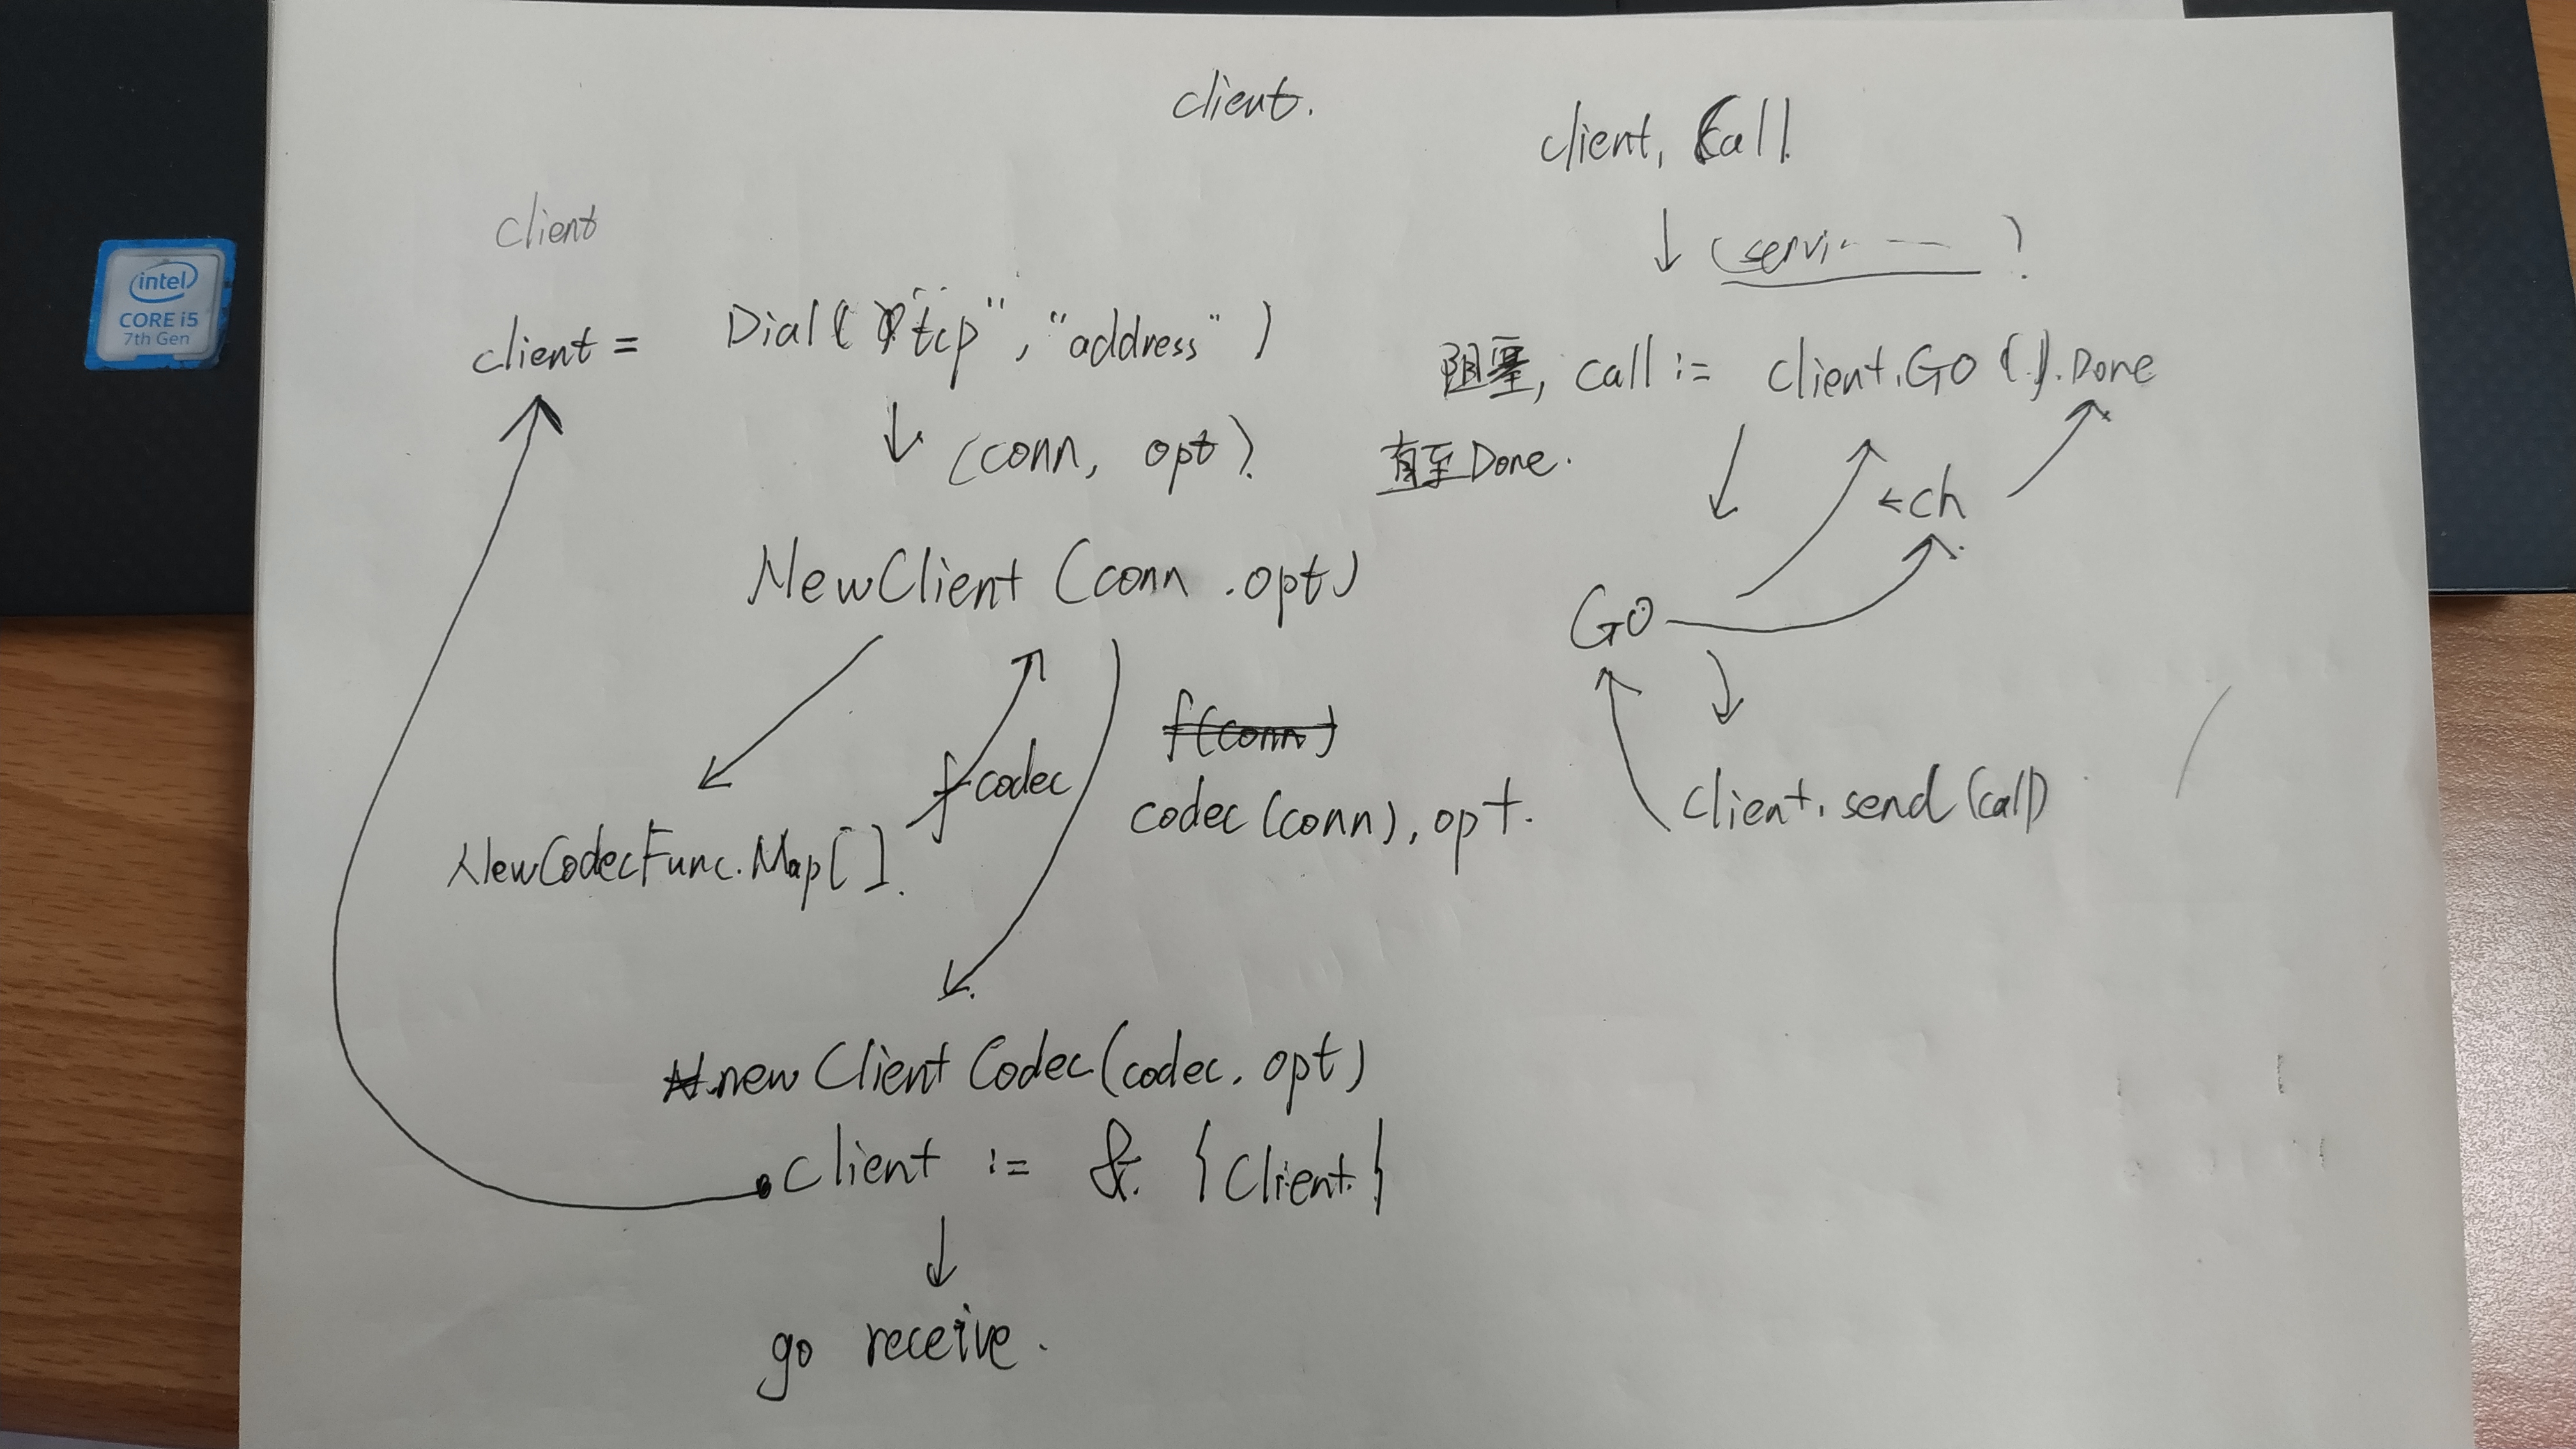 client.
client. Call
(servi — )
client
client = Dial("tcp", "address")
阻塞, call := client.GO().Done
直至Done.
(conn, opt).
<-ch
NewClient (conn .opt)
GO
f(conn)
codec
codec (conn), opt.
client. send (call)
NewCodecFunc.Map[ ].
new Client Codec (codec. opt)
client := & {Client.}
go receive.
intel
CORE i5
7th Gen